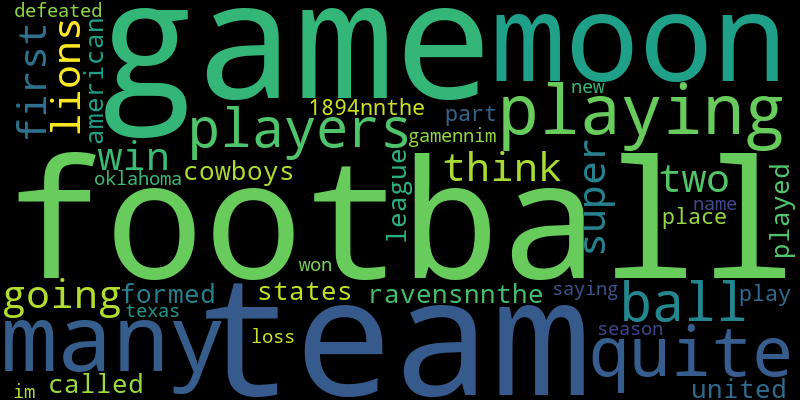 defeated
first
lions
american
game
moon
new
1894nnthe
part
playing
players
gamennim
win
oklahoma
cowboys
league
think
super
two
name
place
played
football
won
going
formed
texas
states
ravensnnthe
saying
ball
play
many
team
loss
season
quite
im
called
united